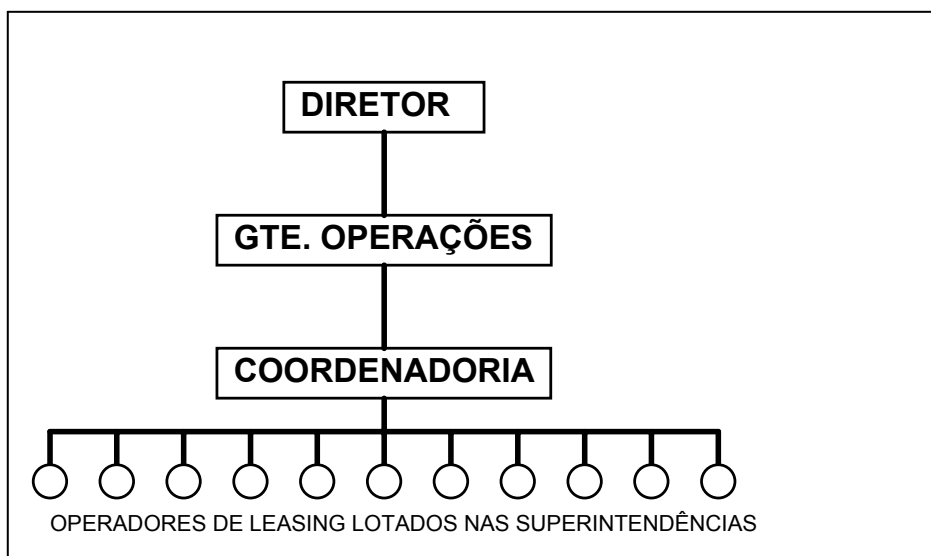 DIRETOR
GTE. OPERAÇÕES
COORDENADORIA
OPERADORES DE LEASING LOTADOS NAS SUPERINTENDÊNCIAS